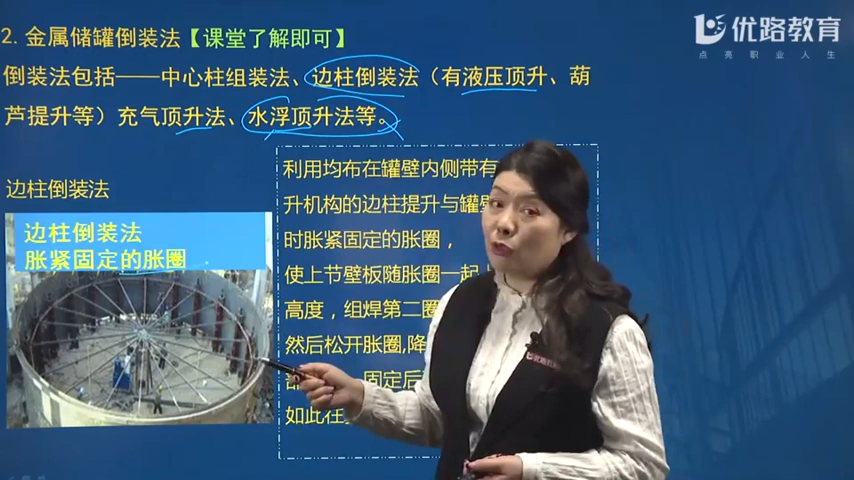 2. 金属储罐倒装法【课堂了解即可】
倒装法包括——中心柱组装法、边柱倒装法（有液压顶升、葫
芦提升等）充气顶升法、水浮顶升法等。
优路教育
点亮职业人生
边柱倒装法
边柱倒装法
胀紧固定的胀圈
利用均布在罐壁内侧带有
升机构的边柱提升与罐壁
时胀紧固定的胀圈，
使上节壁板随胀圈一起
高度，组焊第二圈
然后松开胀圈,降
固定后
如此往
优路教育